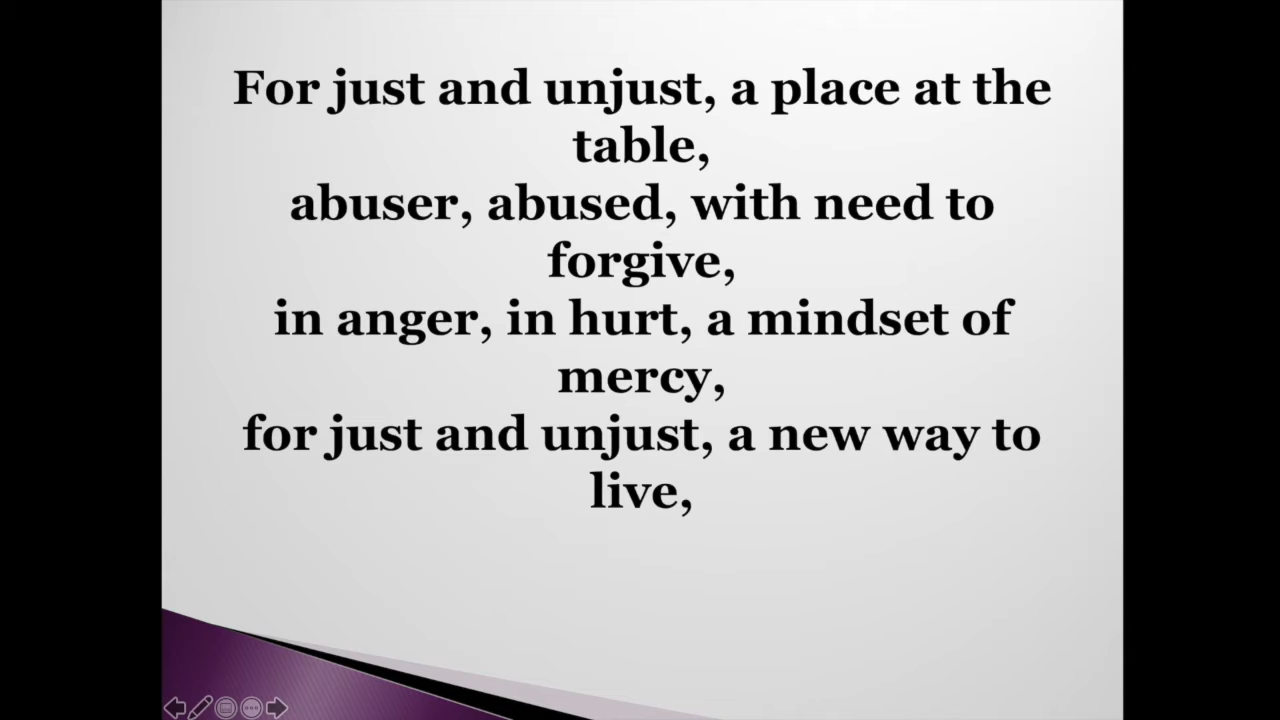 For just and unjust, a place at the
table,
abuser, abused, with need to
forgive,
in anger, in hurt, a mindset of
mercy,
for just and unjust, a new way to
live,